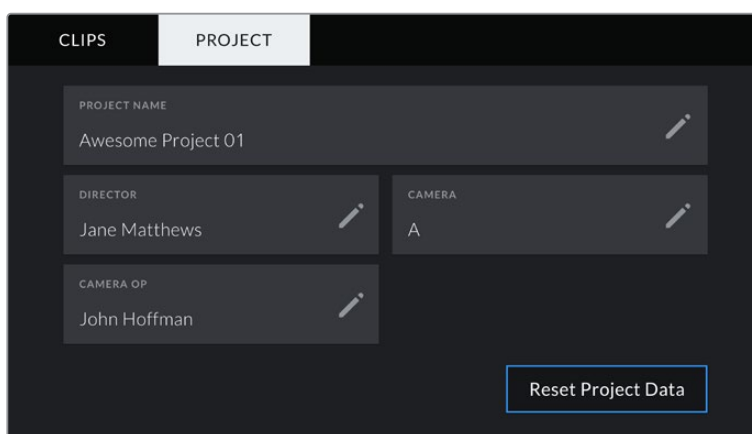 CLIPS
PROJECT
PROJECT NAME
Awesome Project 01
DIRECTOR
Jane Matthews
CAMERA
A
CAMERA OP
John Hoffman
Reset Project Data